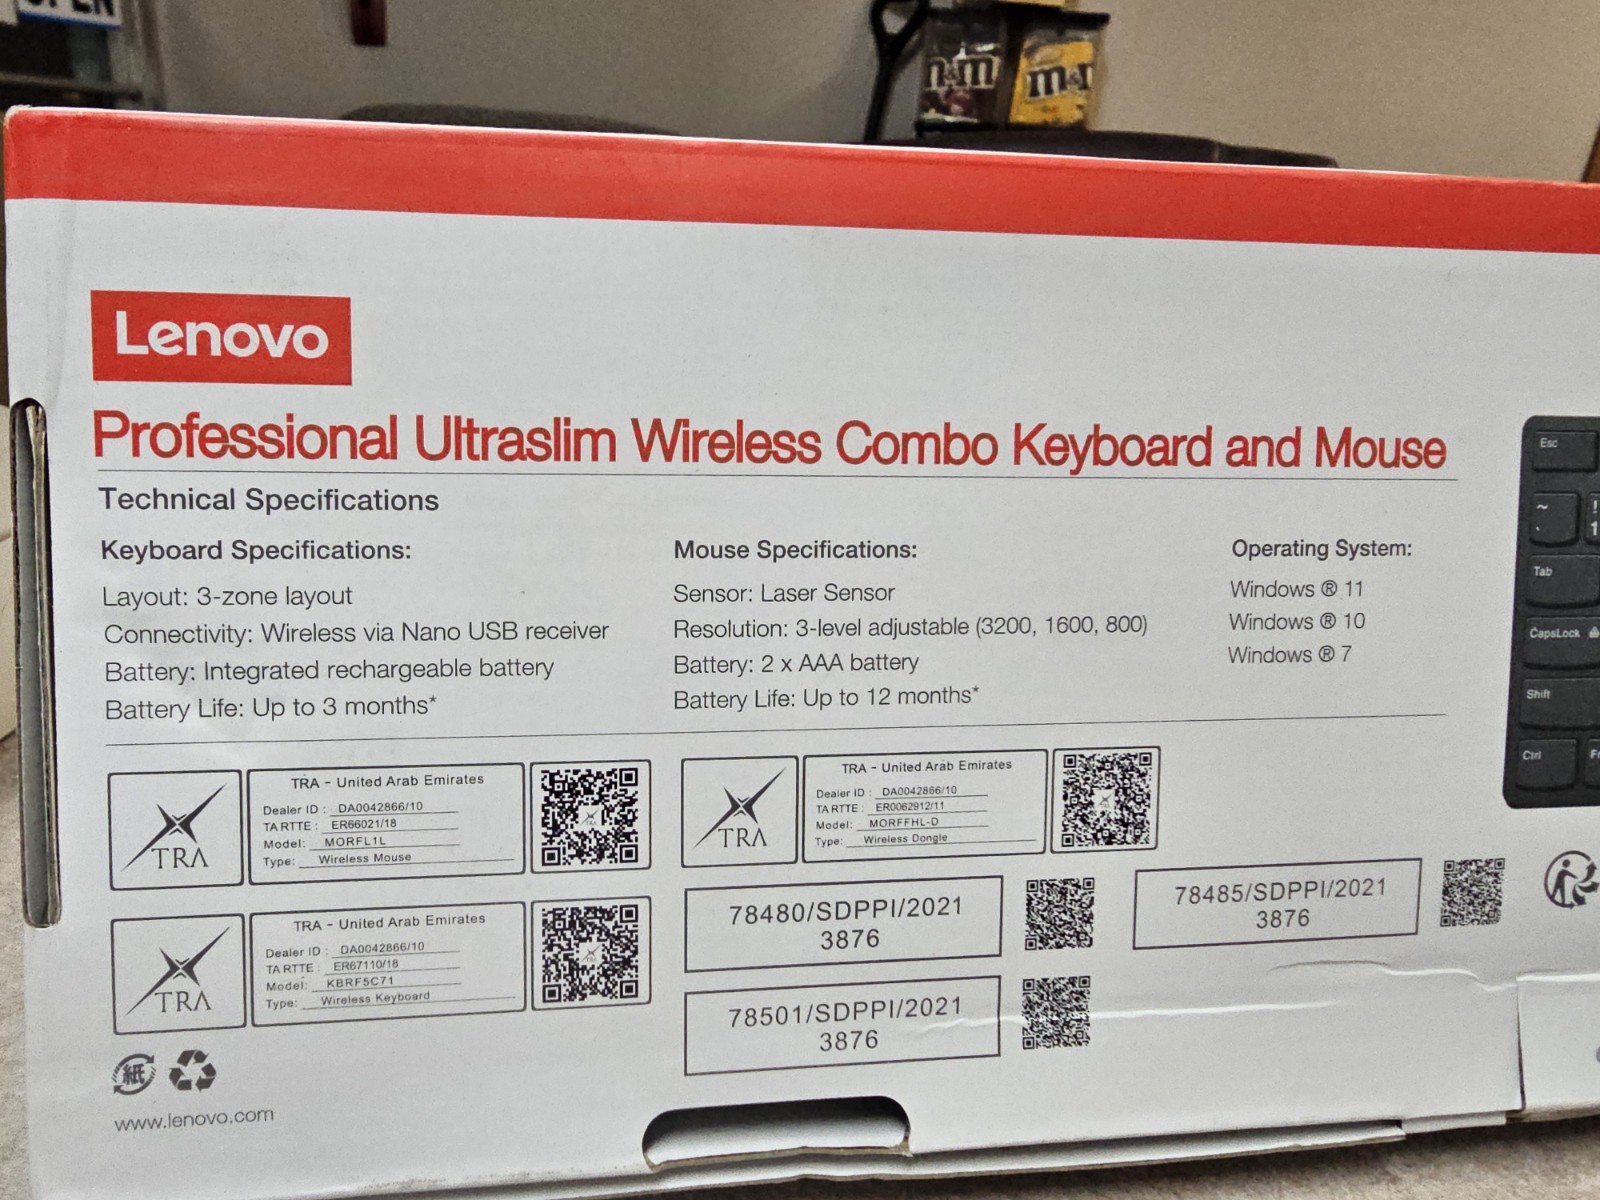 m&m
Lenovo
Professional Ultraslim Wireless Combo Keyboard and Mouse
Technical Specifications
Keyboard Specifications:
Layout: 3-zone layout
Connectivity: Wireless via Nano USB receiver
Battery: Integrated rechargeable battery
Battery Life: Up to 3 months*
Mouse Specifications:
Sensor: Laser Sensor
Resolution: 3-level adjustable (3200, 1600, 800)
Battery: 2 x AAA battery
Battery Life: Up to 12 months*
Operating System:
Windows ® 11
Windows ® 10
Windows ® 7
Esc
~
!
` 1
Tab
CapsLock
Shift
Ctrl
TRA
TRA - United Arab Emirates
Dealer ID : DA0042866/10
TA RTTE : ER66021/18
Model: MORFL1L
Type: Wireless Mouse
TRA
TRA - United Arab Emirates
Dealer ID : DA0042866/10
TA RTTE : ER0062912/11
Model: MORFFHL-D
Type: Wireless Dongle
TRA
TRA - United Arab Emirates
Dealer ID : DA0042866/10
TA RTTE : ER67110/18
Model: KBRF5C71
Type: Wireless Keyboard
78480/SDPPI/2021
3876
78485/SDPPI/2021
3876
78501/SDPPI/2021
3876
紙
www.lenovo.com